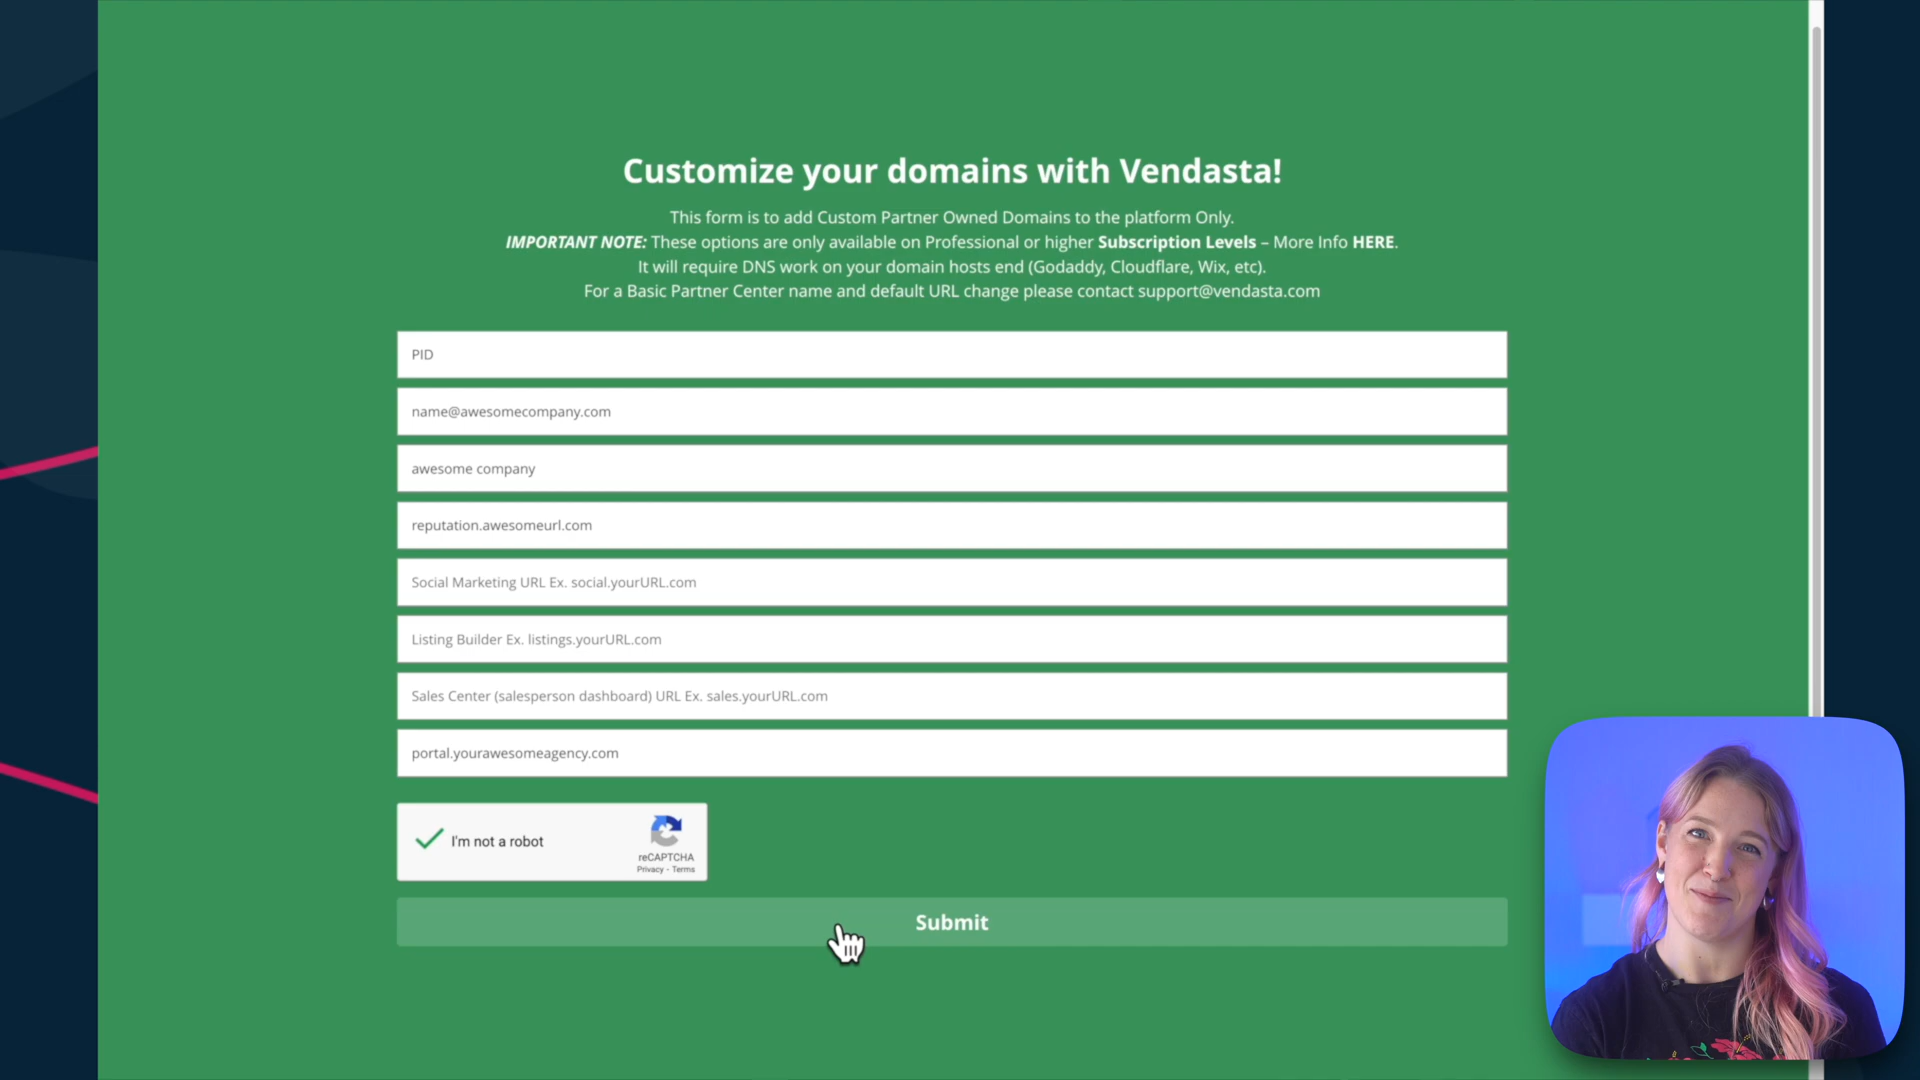 Customize your domains with Vendasta!
This form is to add Custom Partner Owned Domains to the platform Only.
IMPORTANT NOTE: These options are only available on Professional or higher Subscription Levels – More Info HERE.
It will require DNS work on your domain hosts end (Godaddy, Cloudflare, Wix, etc).
For a Basic Partner Center name and default URL change please contact support@vendasta.com
PID
name@awesomecompany.com
awesome company
reputation.awesomeurl.com
Social Marketing URL Ex. social.yourURL.com
Listing Builder Ex. listings.yourURL.com
Sales Center (salesperson dashboard) URL Ex. sales.yourURL.com
portal.yourawesomeagency.com
I'm not a robot
reCAPTCHA
Privacy - Terms
Submit